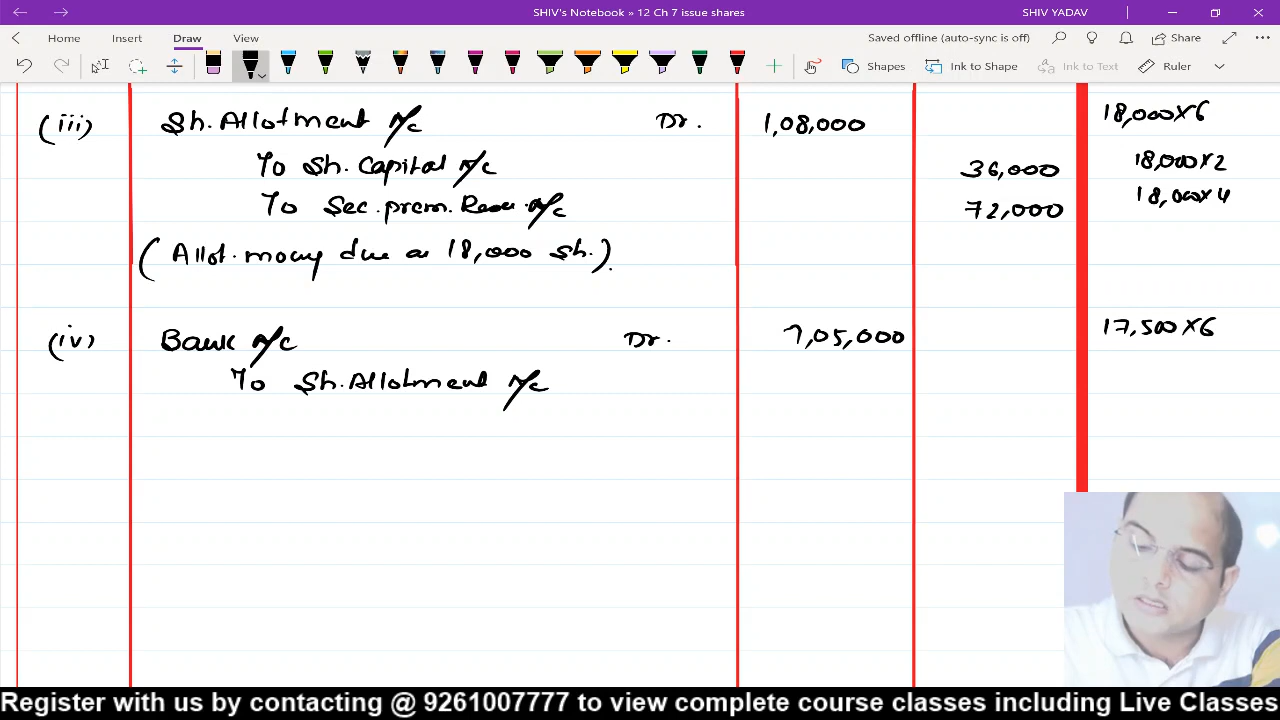 SHIV's Notebook » 12 Ch 7 issue shares
SHIV YADAV
Home Insert Draw View
Saved offline (auto-sync is off)
Share
Shapes
Ink to Shape
Ink to Text
Ruler
(iii) Sh. Allotment A/c Dr. 1,08,000 18,000×6
To Sh. Capital A/c 36,000 18,000×2
To Sec. prem. A/c 72,000 18,000×4
(Allot. money due on 18,000 Sh.).
(iv) Bank A/c Dr. 1,05,000 17,500×6
To Sh. Allotment A/c
Register with us by contacting @ 9261007777 to view complete course classes including Live Classes